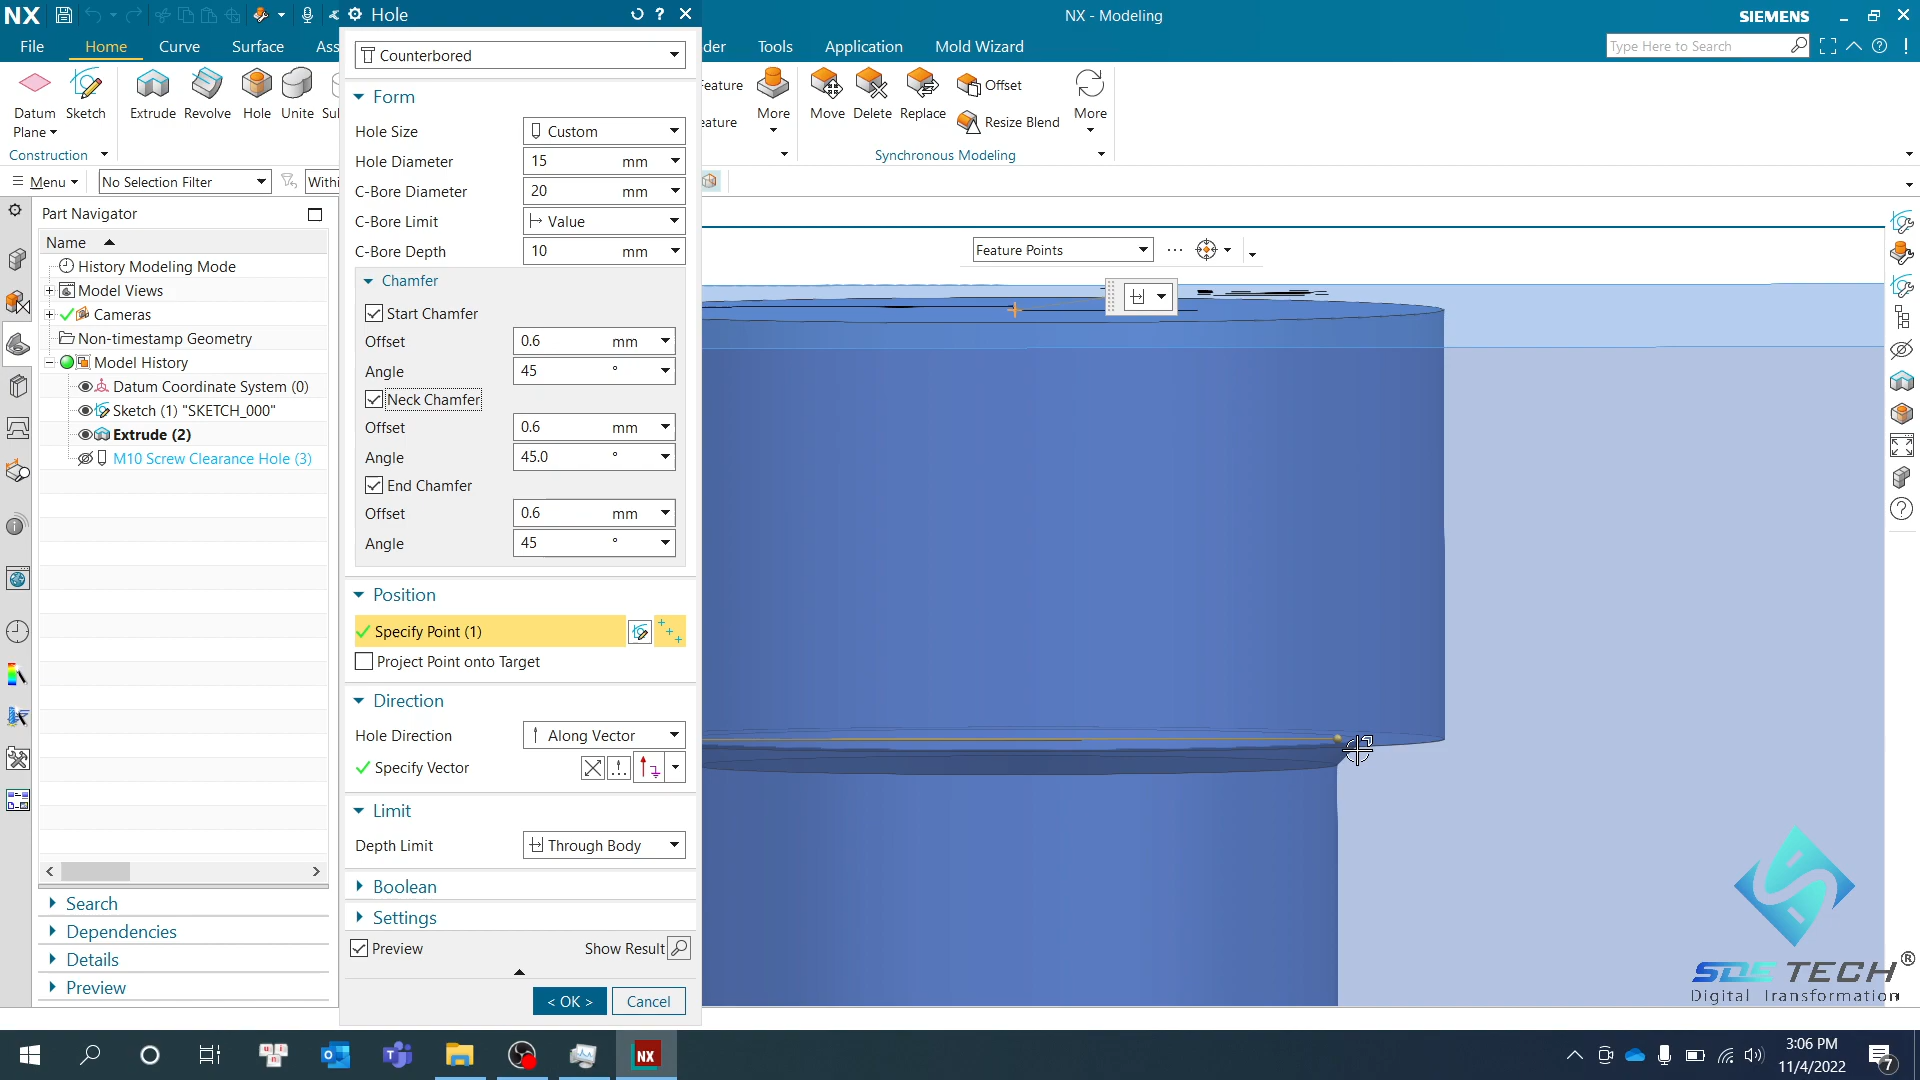 NX
Hole
NX - Modeling
SIEMENS
File
Home
Curve
Surface
Ass
der
Tools
Application
Mold Wizard
Type Here to Search
Counterbored
Datum
Plane
Sketch
Extrude
Revolve
Hole
Unite
Su
eature
eature
More
Move
Delete
Replace
Offset
Resize Blend
More
Construction
Synchronous Modeling
Menu
No Selection Filter
Withi
Form
Hole Size
Custom
Hole Diameter
15 mm
C-Bore Diameter
20 mm
C-Bore Limit
Value
C-Bore Depth
10 mm
Chamfer
Start Chamfer
Offset
0.6 mm
Angle
45 °
Neck Chamfer
Offset
0.6 mm
Angle
45.0 °
End Chamfer
Offset
0.6 mm
Angle
45 °
Position
Specify Point (1)
Project Point onto Target
Direction
Hole Direction
Along Vector
Specify Vector
Limit
Depth Limit
Through Body
Boolean
Settings
Preview
Show Result
< OK >
Cancel
Part Navigator
Name
History Modeling Mode
Model Views
Cameras
Non-timestamp Geometry
Model History
Datum Coordinate System (0)
Sketch (1) "SKETCH_000"
Extrude (2)
M10 Screw Clearance Hole (3)
Search
Dependencies
Details
Preview
Feature Points
SDE TECH ®
Digital Transformation
NX
3:06 PM
11/4/2022
7